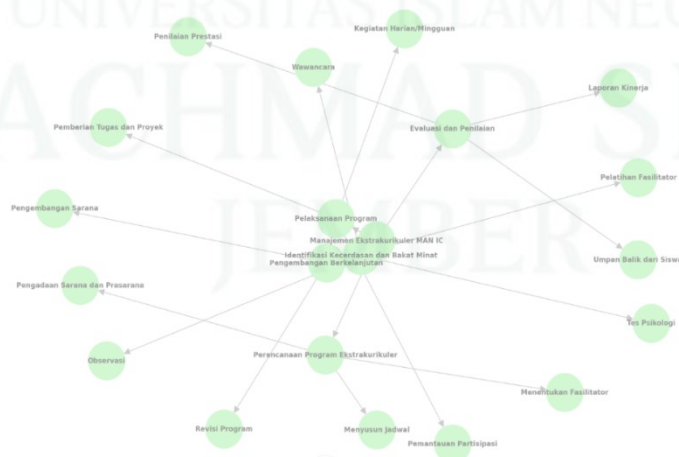 UNIVERSITAS ISLAM NEG
ACHMAD S
JEMBER
Kegiatan Harian/Mingguan
Penilaian Prestasi
Wawancara
Laporan Kinerja
Pemberian Tugas dan Proyek
Evaluasi dan Penilaian
Pelatihan Fasilitator
Pengembangan Sarana
Pelaksanaan Program
Manajemen Ekstrakurikuler MAN IC
Identifikasi Kecerdasan dan Bakat Minat
Pengembangan Berkelanjutan
Umpan Balik dari Siswa
Pengadaan Sarana dan Prasarana
Tes Psikologi
Observasi
Perencanaan Program Ekstrakurikuler
Menentukan Fasilitator
Revisi Program
Menyusun Jadwal
Pemantauan Partisipasi